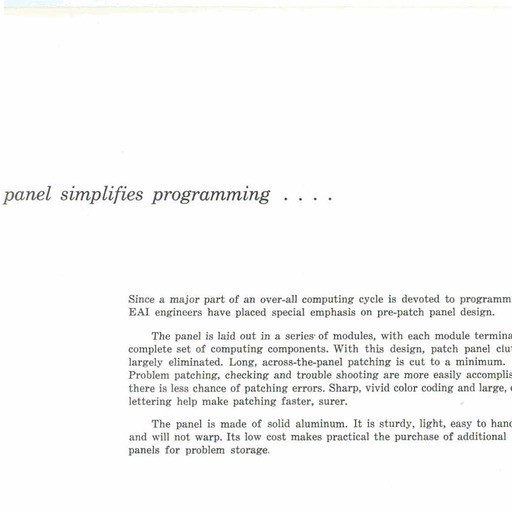 panel simplifies programming . . . .
Since a major part of an over-all computing cycle is devoted to programm
EAI engineers have placed special emphasis on pre-patch panel design.
The panel is laid out in a series of modules, with each module termina
complete set of computing components. With this design, patch panel clu
largely eliminated. Long, across-the-panel patching is cut to a minimum.
Problem patching, checking and trouble shooting are more easily accomplis
there is less chance of patching errors. Sharp, vivid color coding and large,
lettering help make patching faster, surer.
The panel is made of solid aluminum. It is sturdy, light, easy to hand
and will not warp. Its low cost makes practical the purchase of additional
panels for problem storage.